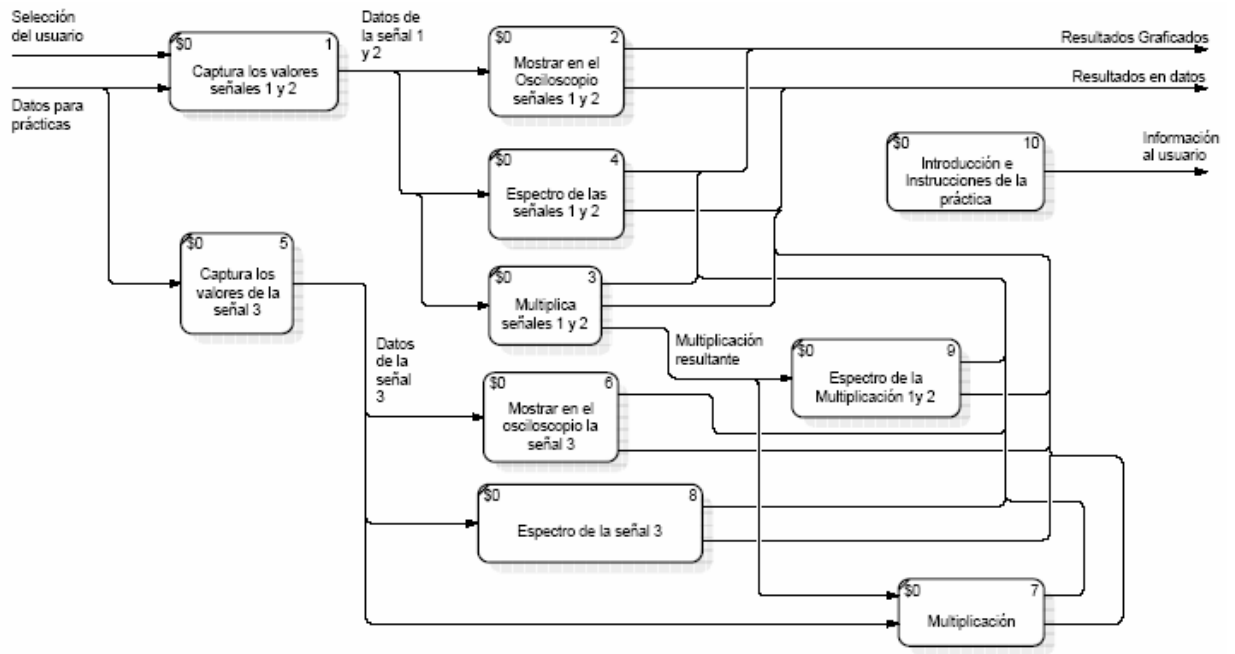 Selección
del usuario
Datos para
prácticas
$0 1
Captura los valores
señales 1 y 2
Datos de
la señal 1
y 2
$0 2
Mostrar en el
Osciloscopio
señales 1 y 2
Resultados Graficados
Resultados en datos
$0 10
Introducción e
Instrucciones de la
práctica
Información
al usuario
$0 4
Espectro de las
señales 1 y 2
$0 5
Captura los
valores de la
señal 3
$0 3
Multiplica
señales 1 y 2
Multiplicación
resultante
$0 9
Espectro de la
Multiplicación 1y 2
Datos
de la
señal
3
$0 6
Mostrar en el
osciloscopio la
señal 3
$0 8
Espectro de la señal 3
$0 7
Multiplicación